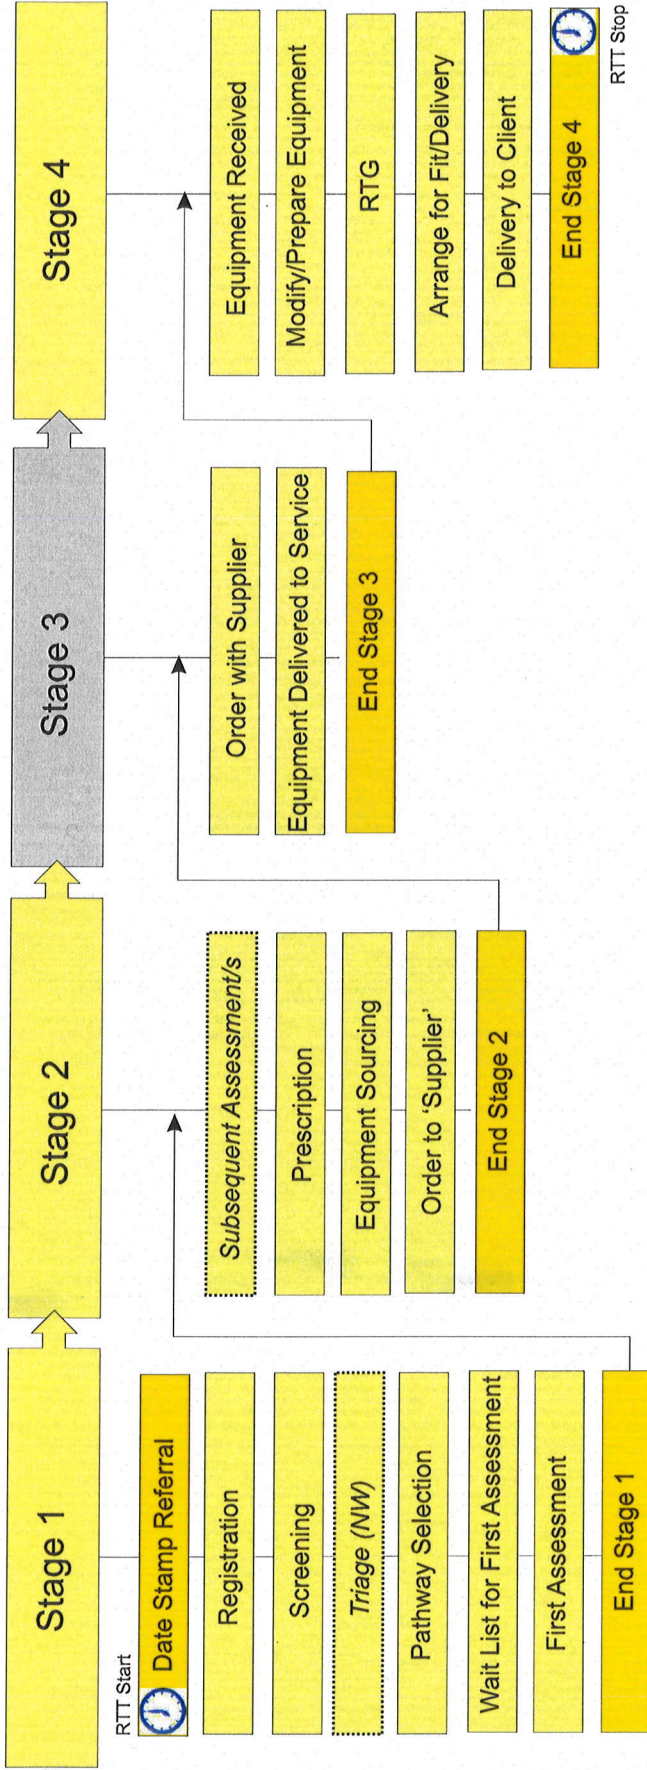 Stage 1
RTT Start
Date Stamp Referral
Registration
Screening
Triage (NW)
Pathway Selection
Wait List for First Assessment
First Assessment
End Stage 1
Stage 2
Subsequent Assessment/s
Prescription
Equipment Sourcing
Order to ‘Supplier’
End Stage 2
Stage 3
Order with Supplier
Equipment Delivered to Service
End Stage 3
Stage 4
Equipment Received
Modify/Prepare Equipment
RTG
Arrange for Fit/Delivery
Delivery to Client
End Stage 4
RTT Stop